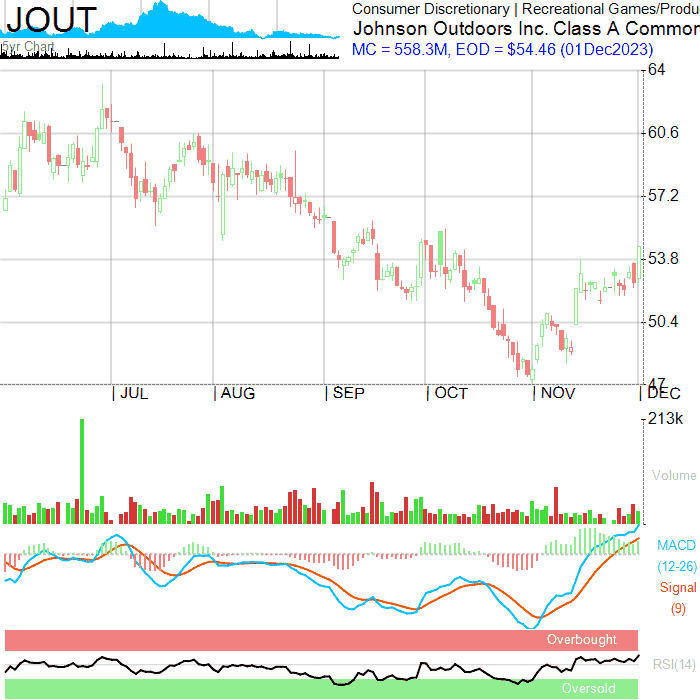 JOUT
Consumer Discretionary | Recreational Games/Produ
Johnson Outdoors Inc. Class A Common
5yr Chart
MC = 558.3M, EOD = $54.46 (01Dec2023)
64
60.6
57.2
53.8
50.4
47
JUL
AUG
SEP
OCT
NOV
DEC
213k
Volume
MACD
(12-26)
Signal
(9)
Overbought
RSI(14)
Oversold